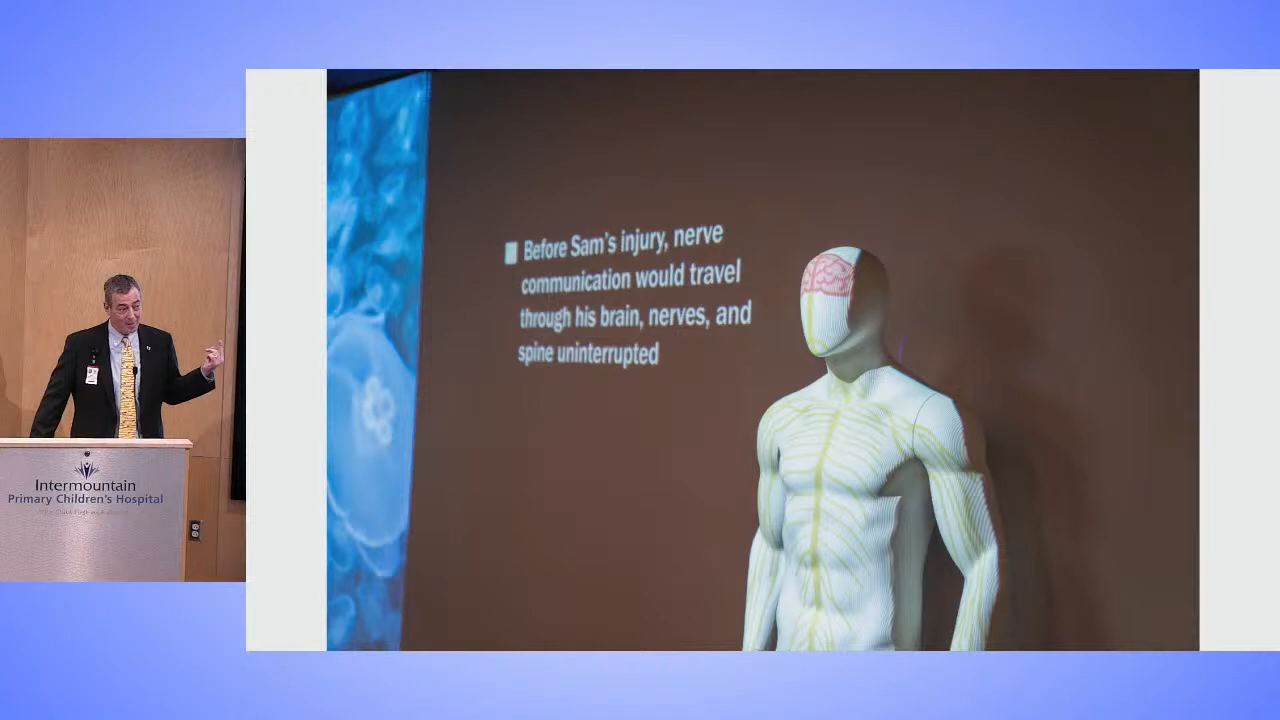 Before Sam's injury, nerve
communication would travel
through his brain, nerves, and
spine uninterrupted
Intermountain
Primary Children's Hospital